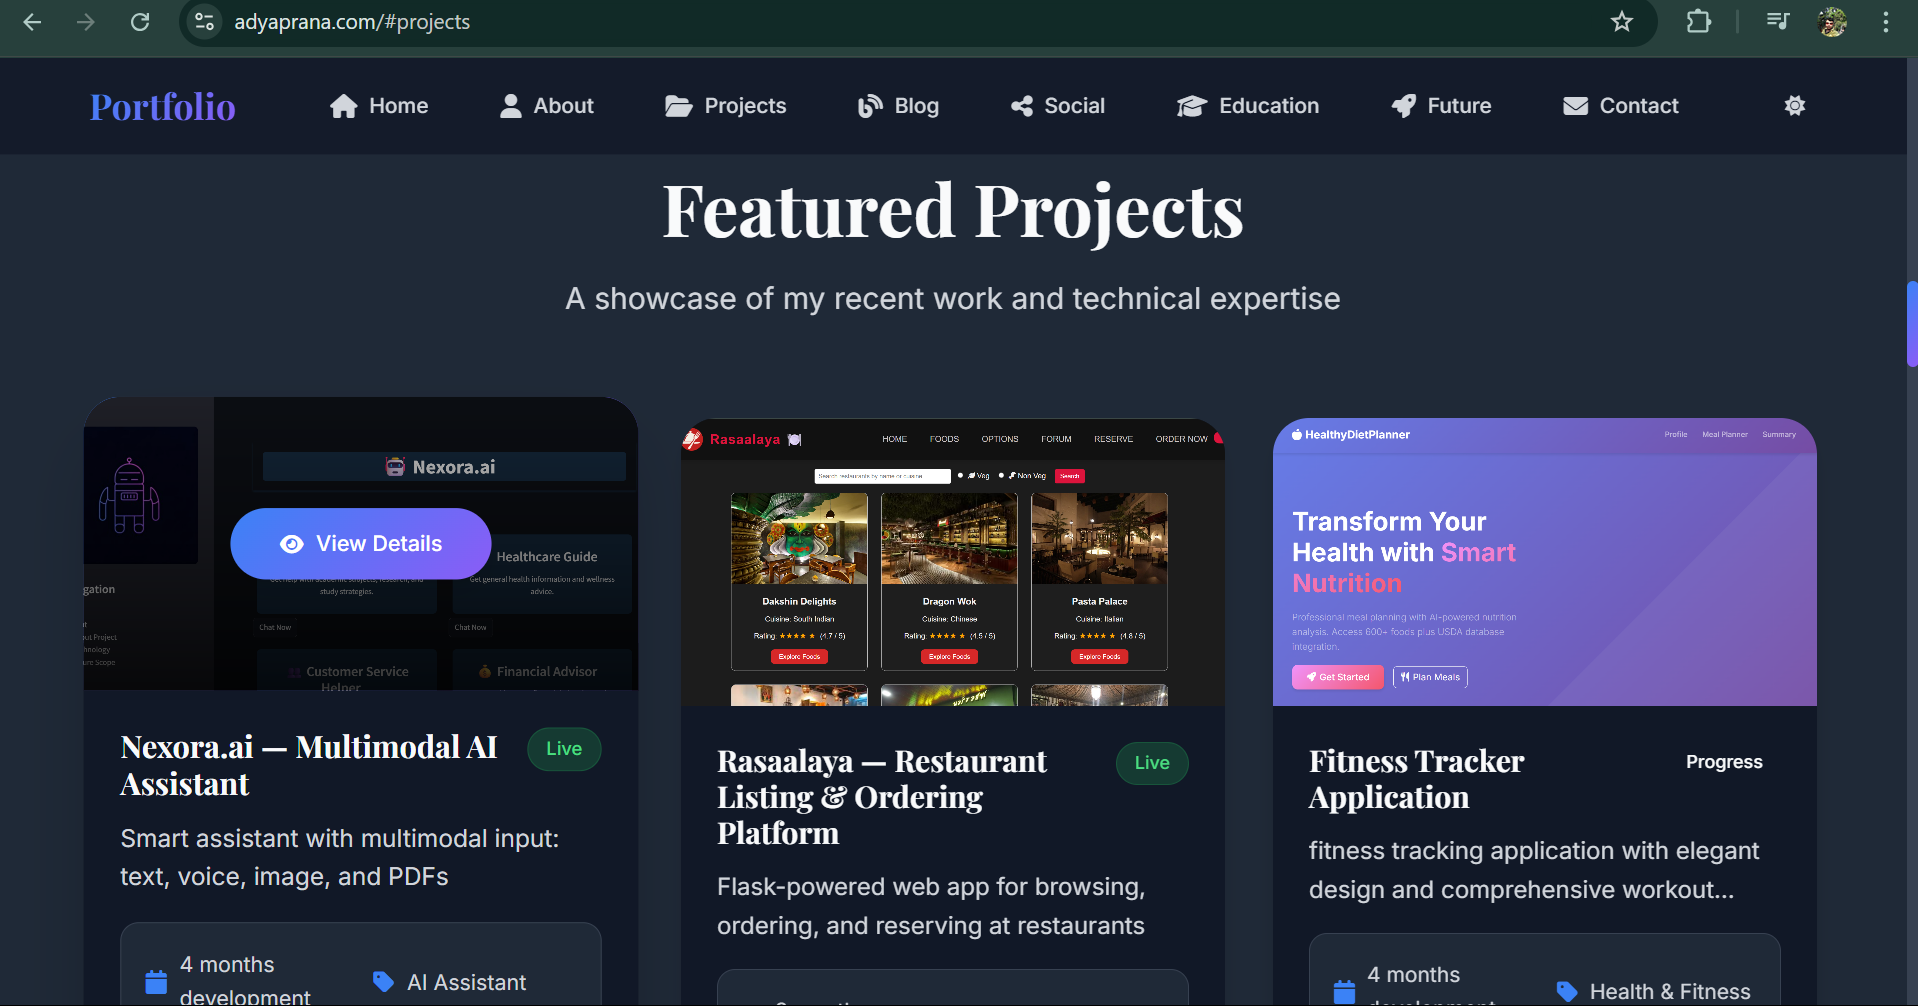 adyaprana.com/#projects
Portfolio
Home
About
Projects
Blog
Social
Education
Future
Contact
Featured Projects
A showcase of my recent work and technical expertise
Nexora.ai
View Details
Healthcare Guide
Get general health information and wellness
advice.
study strategies.
gation
Chat Now
Chat Now
Customer Service
Helper
Financial Advisor
Nexora.ai — Multimodal AI
Assistant
Live
Smart assistant with multimodal input:
text, voice, image, and PDFs
4 months
development
AI Assistant
Rasaalaya
HOME
FOODS
OPTIONS
FORUM
RESERVE
ORDER NOW
Search restaurants by name or cuisine
Veg
Non Veg
Search
Dakshin Delights
Cuisine: South Indian
Rating: ★★★★★ (4.7 / 5)
Explore Foods
Dragon Wok
Cuisine: Chinese
Rating: ★★★★★ (4.5 / 5)
Explore Foods
Pasta Palace
Cuisine: Italian
Rating: ★★★★★ (4.8 / 5)
Explore Foods
Rasaalaya — Restaurant
Listing & Ordering
Platform
Live
Flask-powered web app for browsing,
ordering, and reserving at restaurants
HealthyDietPlanner
Profile
Meal Planner
Summary
Transform Your
Health with Smart
Nutrition
Professional meal planning with AI-powered nutrition
analysis. Access 600+ foods plus USDA database
integration.
Get Started
Plan Meals
Fitness Tracker
Application
Progress
fitness tracking application with elegant
design and comprehensive workout...
4 months
Health & Fitness